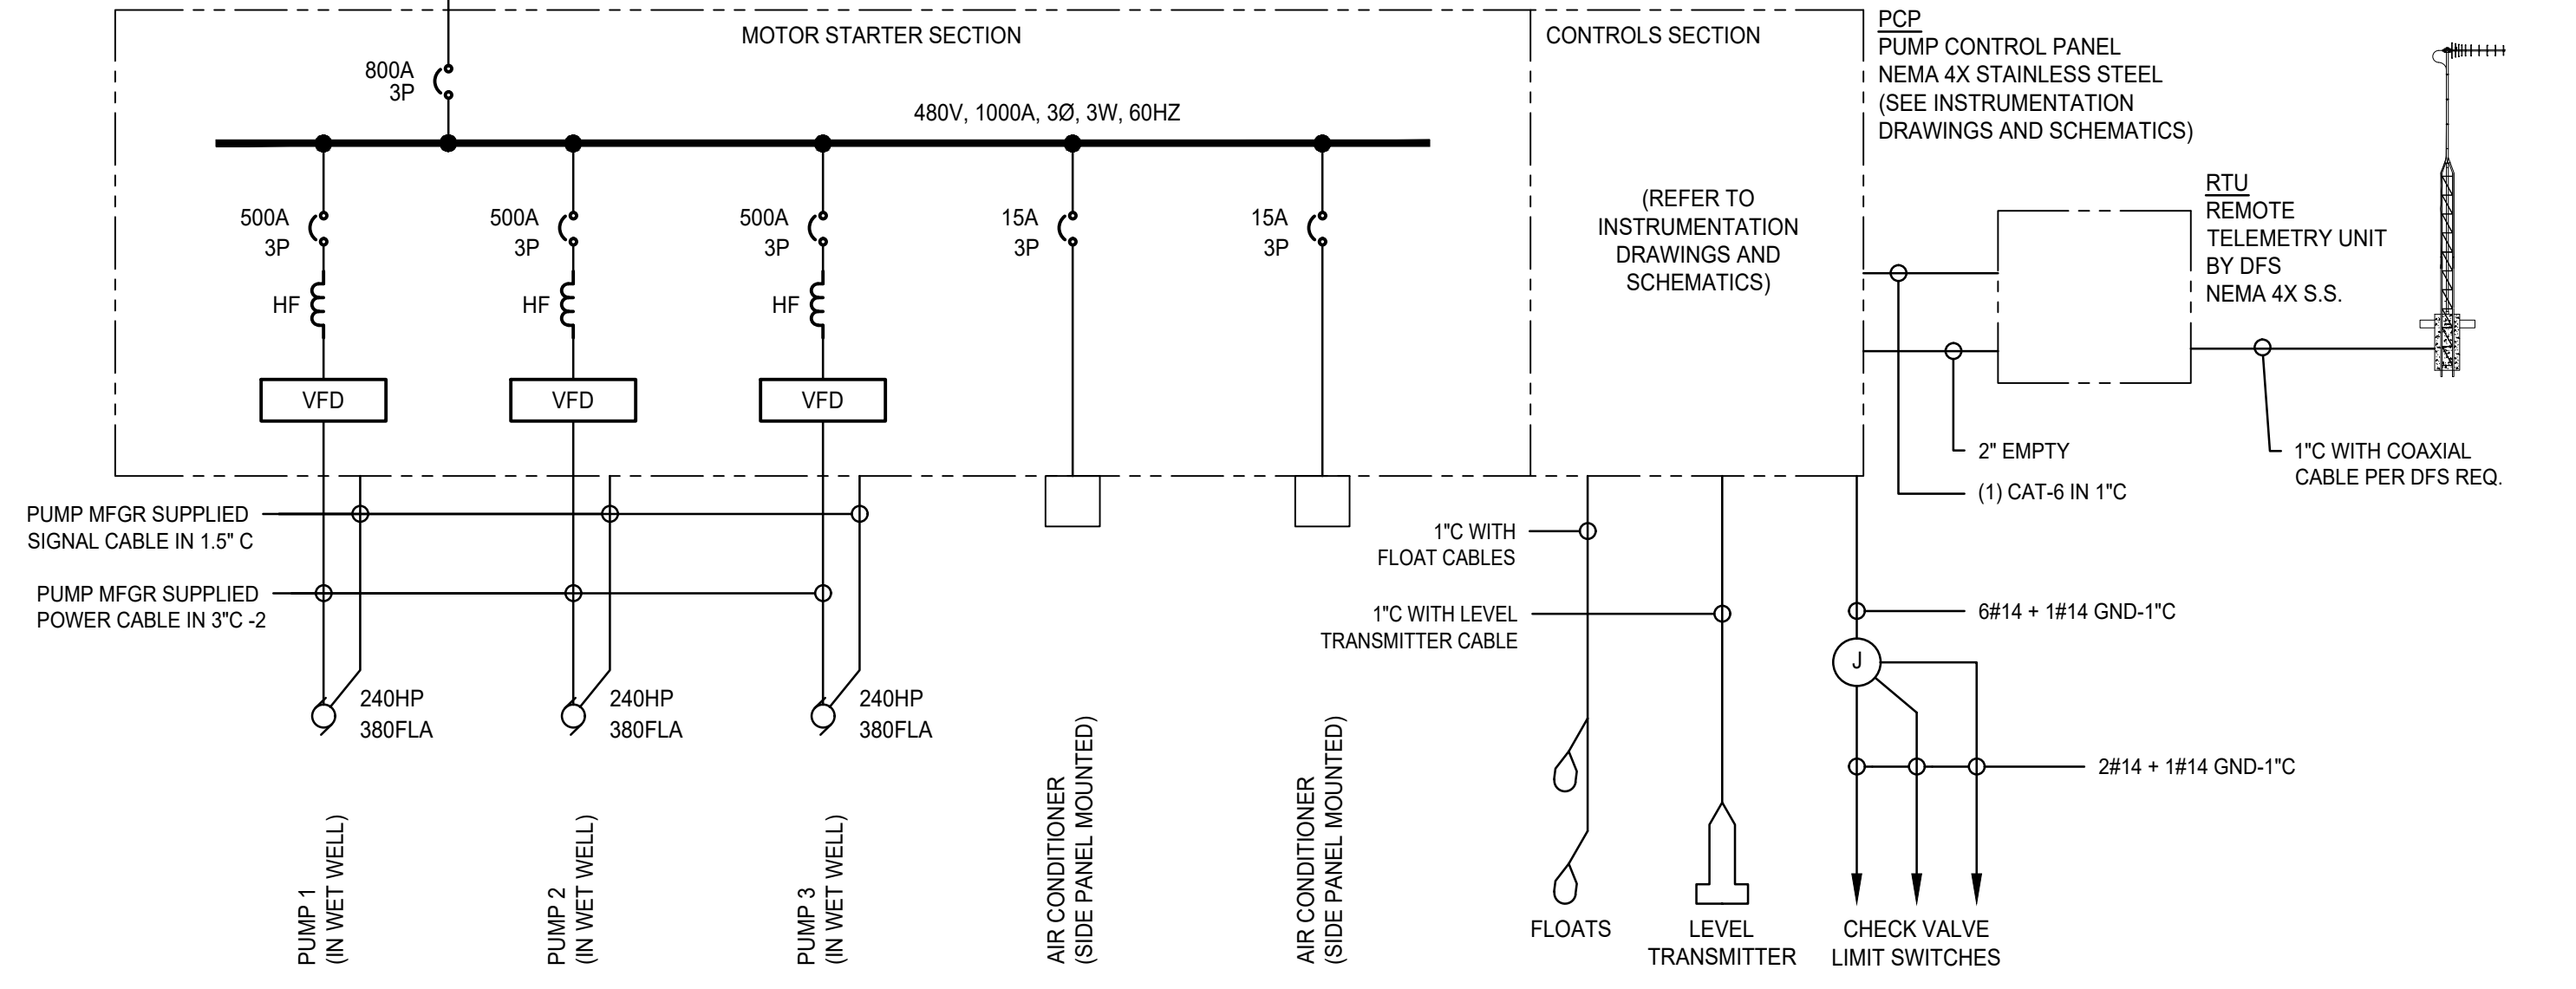 MOTOR STARTER SECTION
CONTROLS SECTION
PCP
PUMP CONTROL PANEL
NEMA 4X STAINLESS STEEL
(SEE INSTRUMENTATION
DRAWINGS AND SCHEMATICS)
800A
3P
480V, 1000A, 3Ø, 3W, 60HZ
500A
3P
500A
3P
500A
3P
15A
3P
15A
3P
HF
HF
HF
VFD
VFD
VFD
(REFER TO
INSTRUMENTATION
DRAWINGS AND
SCHEMATICS)
RTU
REMOTE
TELEMETRY UNIT
BY DFS
NEMA 4X S.S.
2" EMPTY
(1) CAT-6 IN 1"C
1"C WITH COAXIAL
CABLE PER DFS REQ.
PUMP MFGR SUPPLIED
SIGNAL CABLE IN 1.5" C
PUMP MFGR SUPPLIED
POWER CABLE IN 3"C -2
1"C WITH
FLOAT CABLES
1"C WITH LEVEL
TRANSMITTER CABLE
6#14 + 1#14 GND-1"C
J
2#14 + 1#14 GND-1"C
240HP
380FLA
240HP
380FLA
240HP
380FLA
PUMP 1
(IN WET WELL)
PUMP 2
(IN WET WELL)
PUMP 3
(IN WET WELL)
AIR CONDITIONER
(SIDE PANEL MOUNTED)
AIR CONDITIONER
(SIDE PANEL MOUNTED)
FLOATS
LEVEL
TRANSMITTER
CHECK VALVE
LIMIT SWITCHES